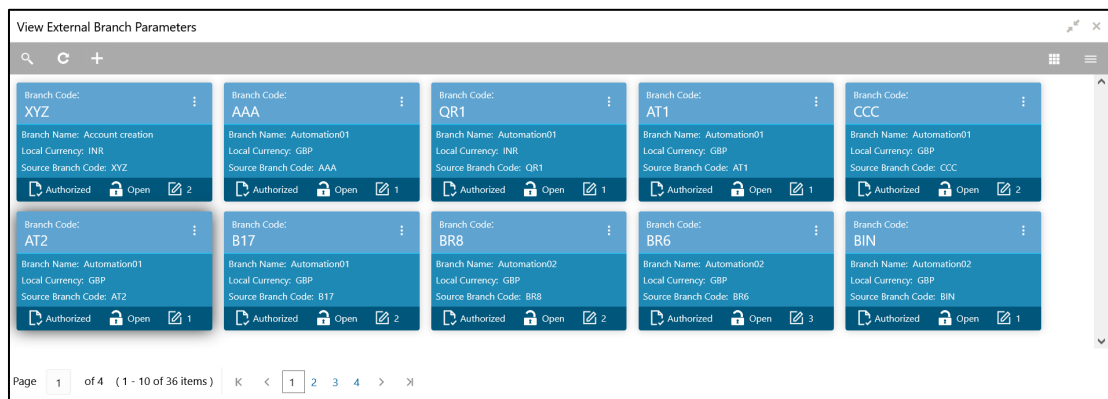 View External Branch Parameters
Branch Code:
XYZ
Branch Name: Account creation
Local Currency: INR
Source Branch Code: XYZ
Authorized Open 2
Branch Code:
AAA
Branch Name: Automation01
Local Currency: GBP
Source Branch Code: AAA
Authorized Open 1
Branch Code:
QR1
Branch Name: Automation01
Local Currency: INR
Source Branch Code: QR1
Authorized Open 1
Branch Code:
AT1
Branch Name: Automation01
Local Currency: GBP
Source Branch Code: AT1
Authorized Open 1
Branch Code:
CCC
Branch Name: Automation01
Local Currency: GBP
Source Branch Code: CCC
Authorized Open 2
Branch Code:
AT2
Branch Name: Automation01
Local Currency: GBP
Source Branch Code: AT2
Authorized Open 1
Branch Code:
B17
Branch Name: Automation01
Local Currency: GBP
Source Branch Code: B17
Authorized Open 2
Branch Code:
BR8
Branch Name: Automation02
Local Currency: GBP
Source Branch Code: BR8
Authorized Open 2
Branch Code:
BR6
Branch Name: Automation02
Local Currency: GBP
Source Branch Code: BR6
Authorized Open 3
Branch Code:
BIN
Branch Name: Automation02
Local Currency: GBP
Source Branch Code: BIN
Authorized Open 1
Page 1 of 4 ( 1 - 10 of 36 items ) 1 2 3 4